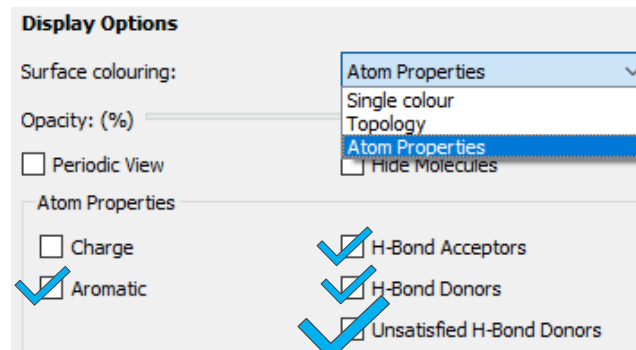 Display Options
Surface colouring: Atom Properties
Single colour
Opacity: (%) Topology
Atom Properties
Periodic View Hide Molecules
Atom Properties
Charge H-Bond Acceptors
Aromatic H-Bond Donors
Unsatisfied H-Bond Donors